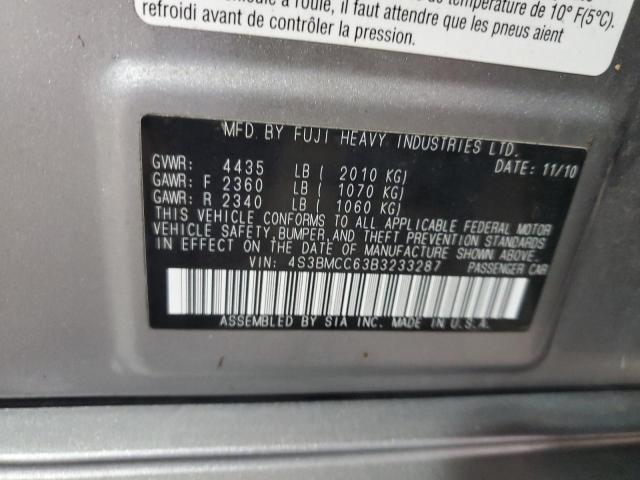 à roulé, il faut attendre que les pneus aient
température de 10° F(5°C).
refroidi avant de contrôler la pression.
MFD. BY FUJI HEAVY INDUSTRIES LTD.
GVWR: 4435 LB ( 2010 KG) DATE: 11/10
GAWR: F 2360 LB ( 1070 KG)
GAWR: R 2340 LB ( 1060 KG)
THIS VEHICLE CONFORMS TO ALL APPLICABLE FEDERAL MOTOR
VEHICLE SAFETY, BUMPER, AND THEFT PREVENTION STANDARDS
IN EFFECT ON THE DATE OF MANUFACTURE SHOWN ABOVE.
VIN: 4S3BMCC63B3233287 PASSENGER CAR
ASSEMBLED BY SIA INC. MADE IN U.S.A.